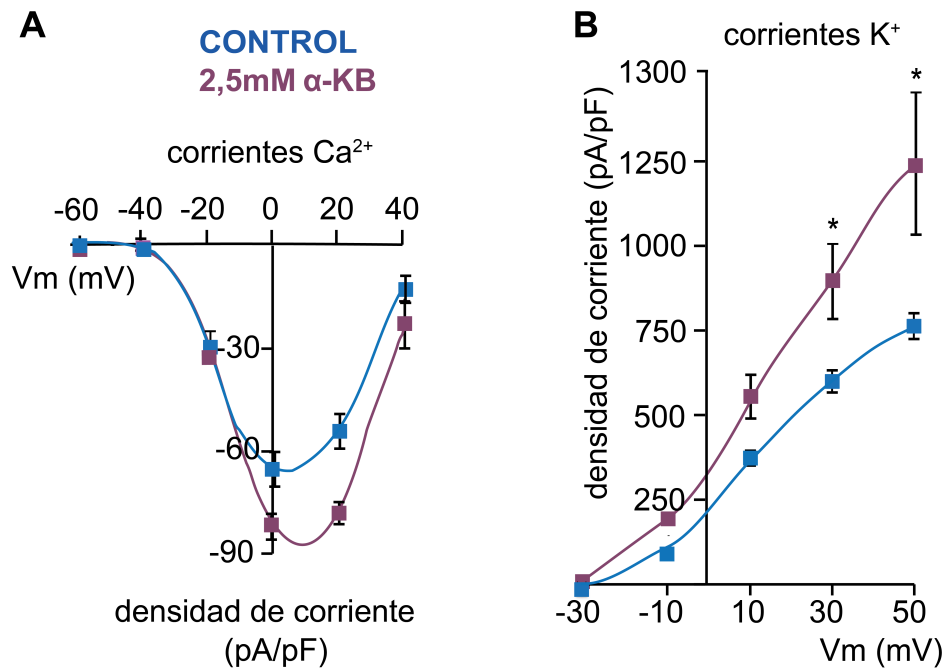 A
CONTROL
2,5mM α-KB
corrientes Ca²⁺
-60 -40 -20 0 20 40
Vm (mV)
-30
-60
-90
densidad de corriente
(pA/pF)
B
corrientes K⁺
densidad de corriente (pA/pF)
1300
1250
1000
750
500
250
* *
-30 -10 10 30 50
Vm (mV)